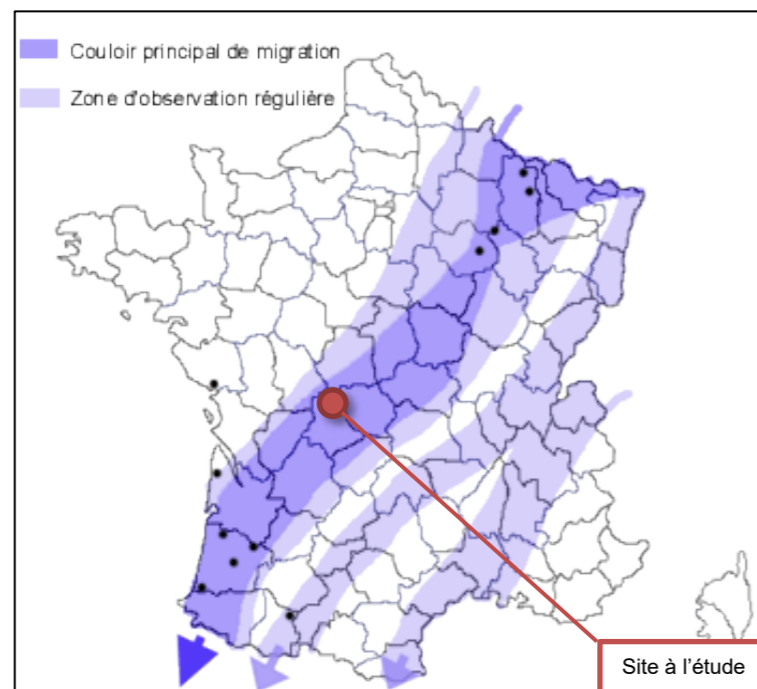 Couloir principal de migration
Zone d'observation régulière
Site à l'étude